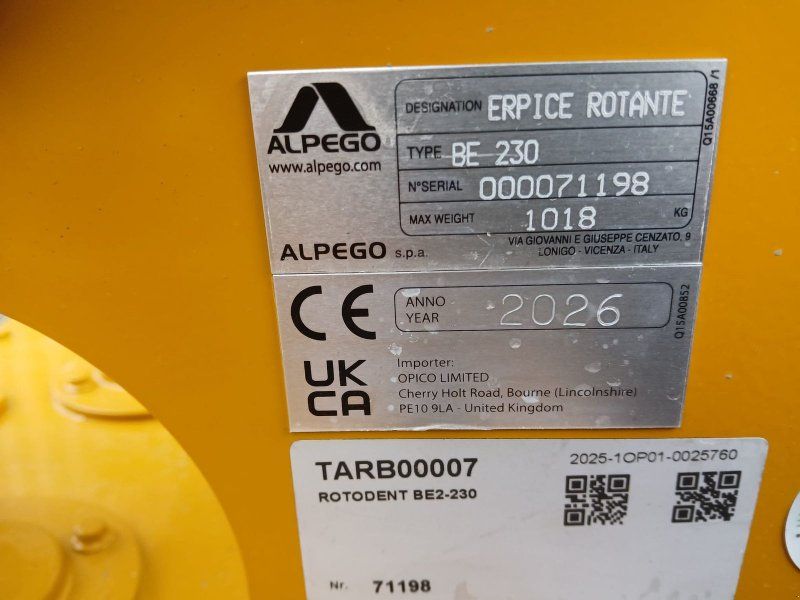 ALPEGO
www.alpego.com
DESIGNATION ERPICE ROTANTE
TYPE BE 230
N°SERIAL 000071198
MAX WEIGHT 1018 KG
ALPEGO s.p.a.
VIA GIOVANNI E GIUSEPPE CENZATO, 9
LONIGO - VICENZA - ITALY
Q15A00668 /1
CE
ANNO
YEAR
2026
Q15A00852
UK
CA
Importer:
OPICO LIMITED
Cherry Holt Road, Bourne (Lincolnshire)
PE10 9LA - United Kingdom
TARB00007
2025-1OP01-0025760
ROTODENT BE2-230
Nr. 71198